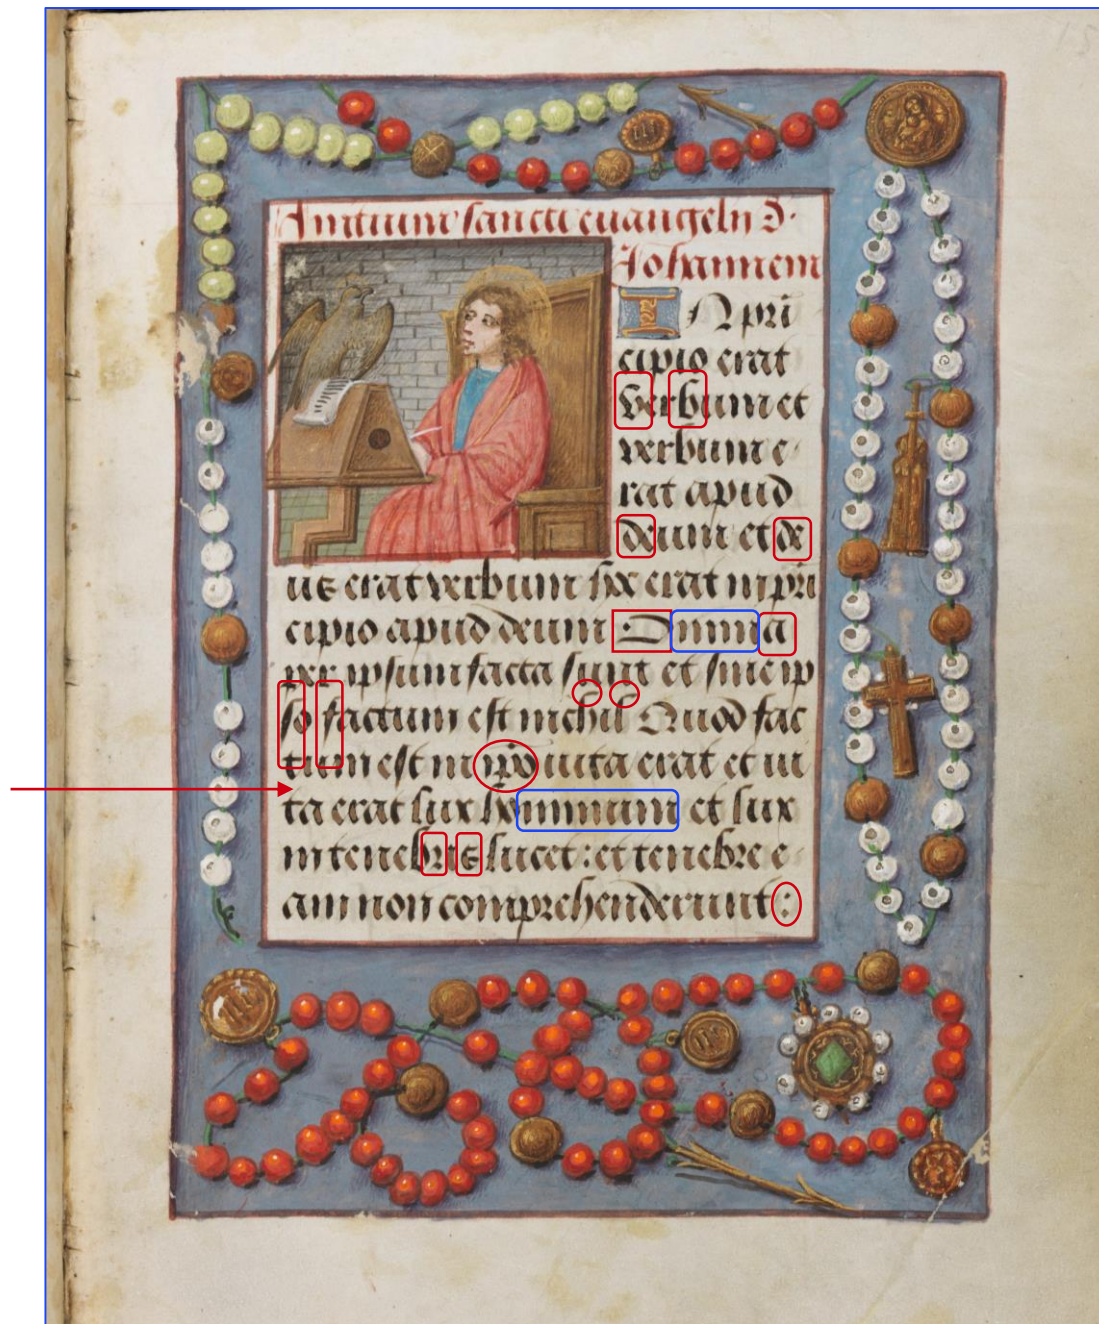 Initium sancti euangelii ẜ.
Johannem
IN pri
cipio erat
Verbum et
verbum e
rat apud
deum et de
us erat verbum hoc erat in pri
cipio apud deum. Omnia
per ipsum facta sunt et sine ip
so factum est nichil Quod fac
tum est in ip̄o uita erat et ui
ta erat lux hominum et lux
in tenebris lucet : et tenebre e
am non comprehenderunt :